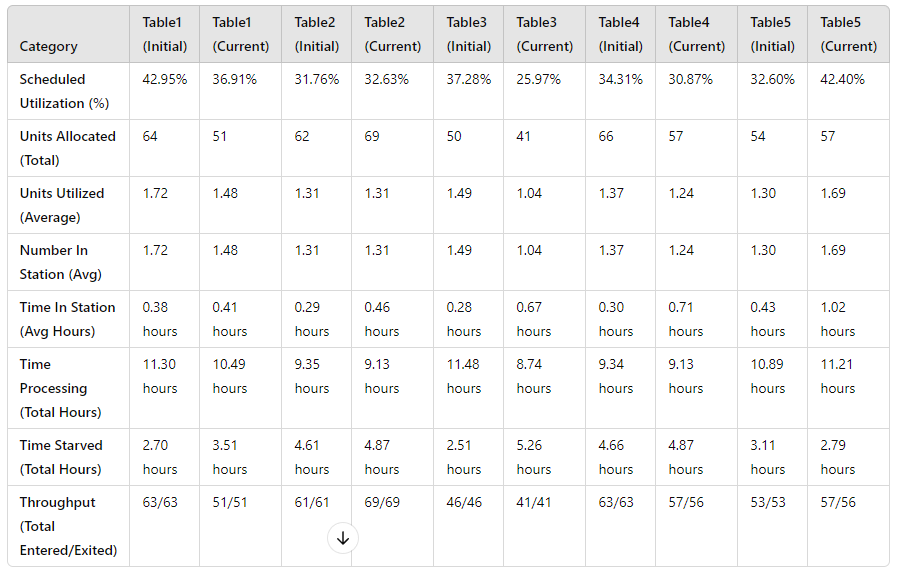 Category Table1 (Initial) Table1 (Current) Table2 (Initial) Table2 (Current) Table3 (Initial) Table3 (Current) Table4 (Initial) Table4 (Current) Table5 (Initial) Table5 (Current)
Scheduled Utilization (%) 42.95% 36.91% 31.76% 32.63% 37.28% 25.97% 34.31% 30.87% 32.60% 42.40%
Units Allocated (Total) 64 51 62 69 50 41 66 57 54 57
Units Utilized (Average) 1.72 1.48 1.31 1.31 1.49 1.04 1.37 1.24 1.30 1.69
Number In Station (Avg) 1.72 1.48 1.31 1.31 1.49 1.04 1.37 1.24 1.30 1.69
Time In Station (Avg Hours) 0.38 hours 0.41 hours 0.29 hours 0.46 hours 0.28 hours 0.67 hours 0.30 hours 0.71 hours 0.43 hours 1.02 hours
Time Processing (Total Hours) 11.30 hours 10.49 hours 9.35 hours 9.13 hours 11.48 hours 8.74 hours 9.34 hours 9.13 hours 10.89 hours 11.21 hours
Time Starved (Total Hours) 2.70 hours 3.51 hours 4.61 hours 4.87 hours 2.51 hours 5.26 hours 4.66 hours 4.87 hours 3.11 hours 2.79 hours
Throughput (Total Entered/Exited) 63/63 51/51 61/61 69/69 46/46 41/41 63/63 57/56 53/53 57/56